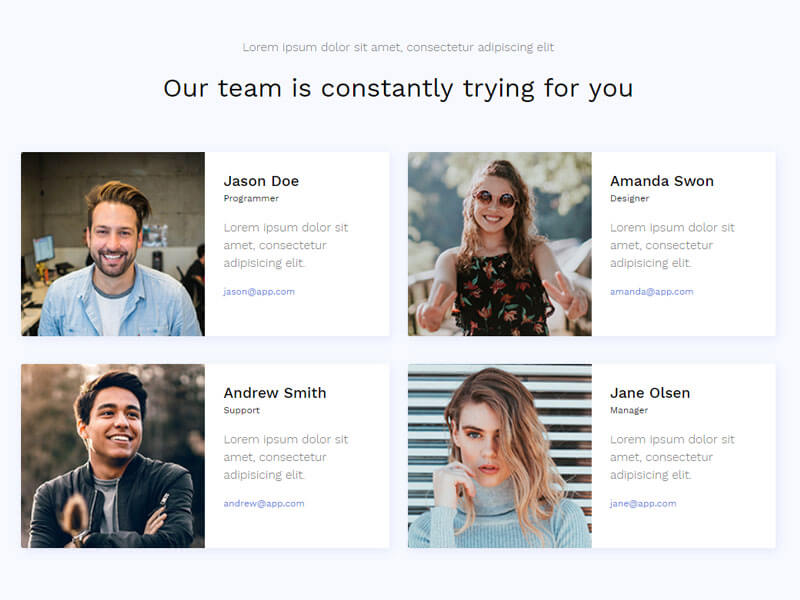 Lorem ipsum dolor sit amet, consectetur adipiscing elit
Our team is constantly trying for you
Jason Doe
Programmer
Lorem ipsum dolor sit
amet, consectetur
adipisicing elit.
jason@app.com
Amanda Swon
Designer
Lorem ipsum dolor sit
amet, consectetur
adipisicing elit.
amanda@app.com
Andrew Smith
Support
Lorem ipsum dolor sit
amet, consectetur
adipisicing elit.
andrew@app.com
Jane Olsen
Manager
Lorem ipsum dolor sit
amet, consectetur
adipisicing elit.
jane@app.com